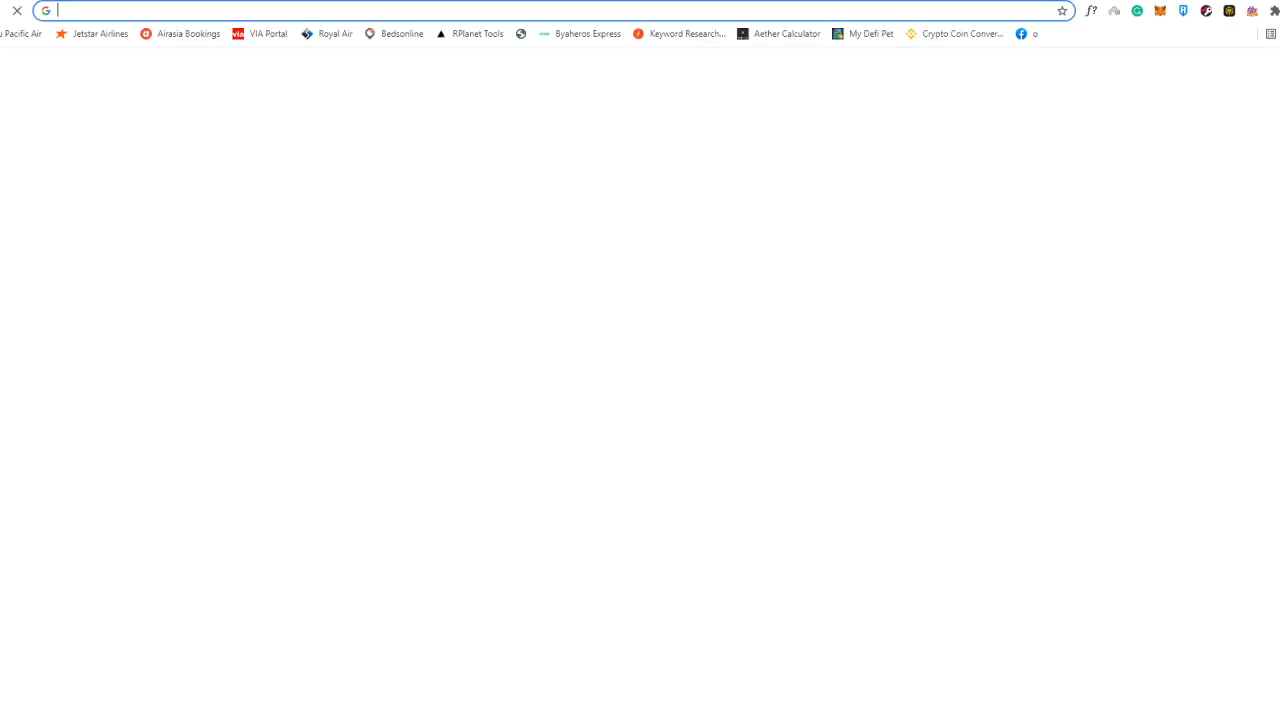 u Pacific Air Jetstar Airlines Airasia Bookings via VIA Portal Royal Air Bedsonline RPlanet Tools Byaheros Express Keyword Research... Aether Calculator My Defi Pet Crypto Coin Conver... o